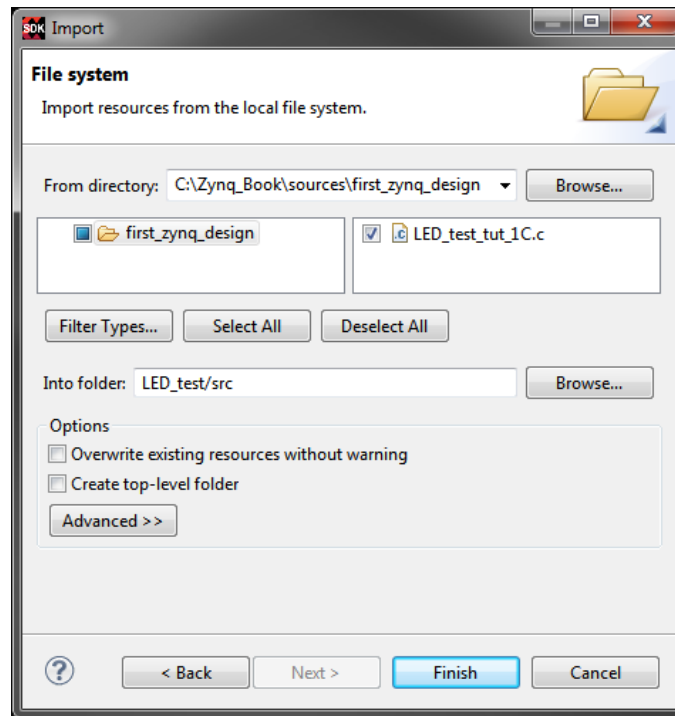 SDK Import
File system
Import resources from the local file system.
From directory: C:\Zynq_Book\sources\first_zynq_design Browse...
first_zynq_design
.c LED_test_tut_1C.c
Filter Types... Select All Deselect All
Into folder: LED_test/src Browse...
Options
Overwrite existing resources without warning
Create top-level folder
Advanced >>
? < Back Next > Finish Cancel